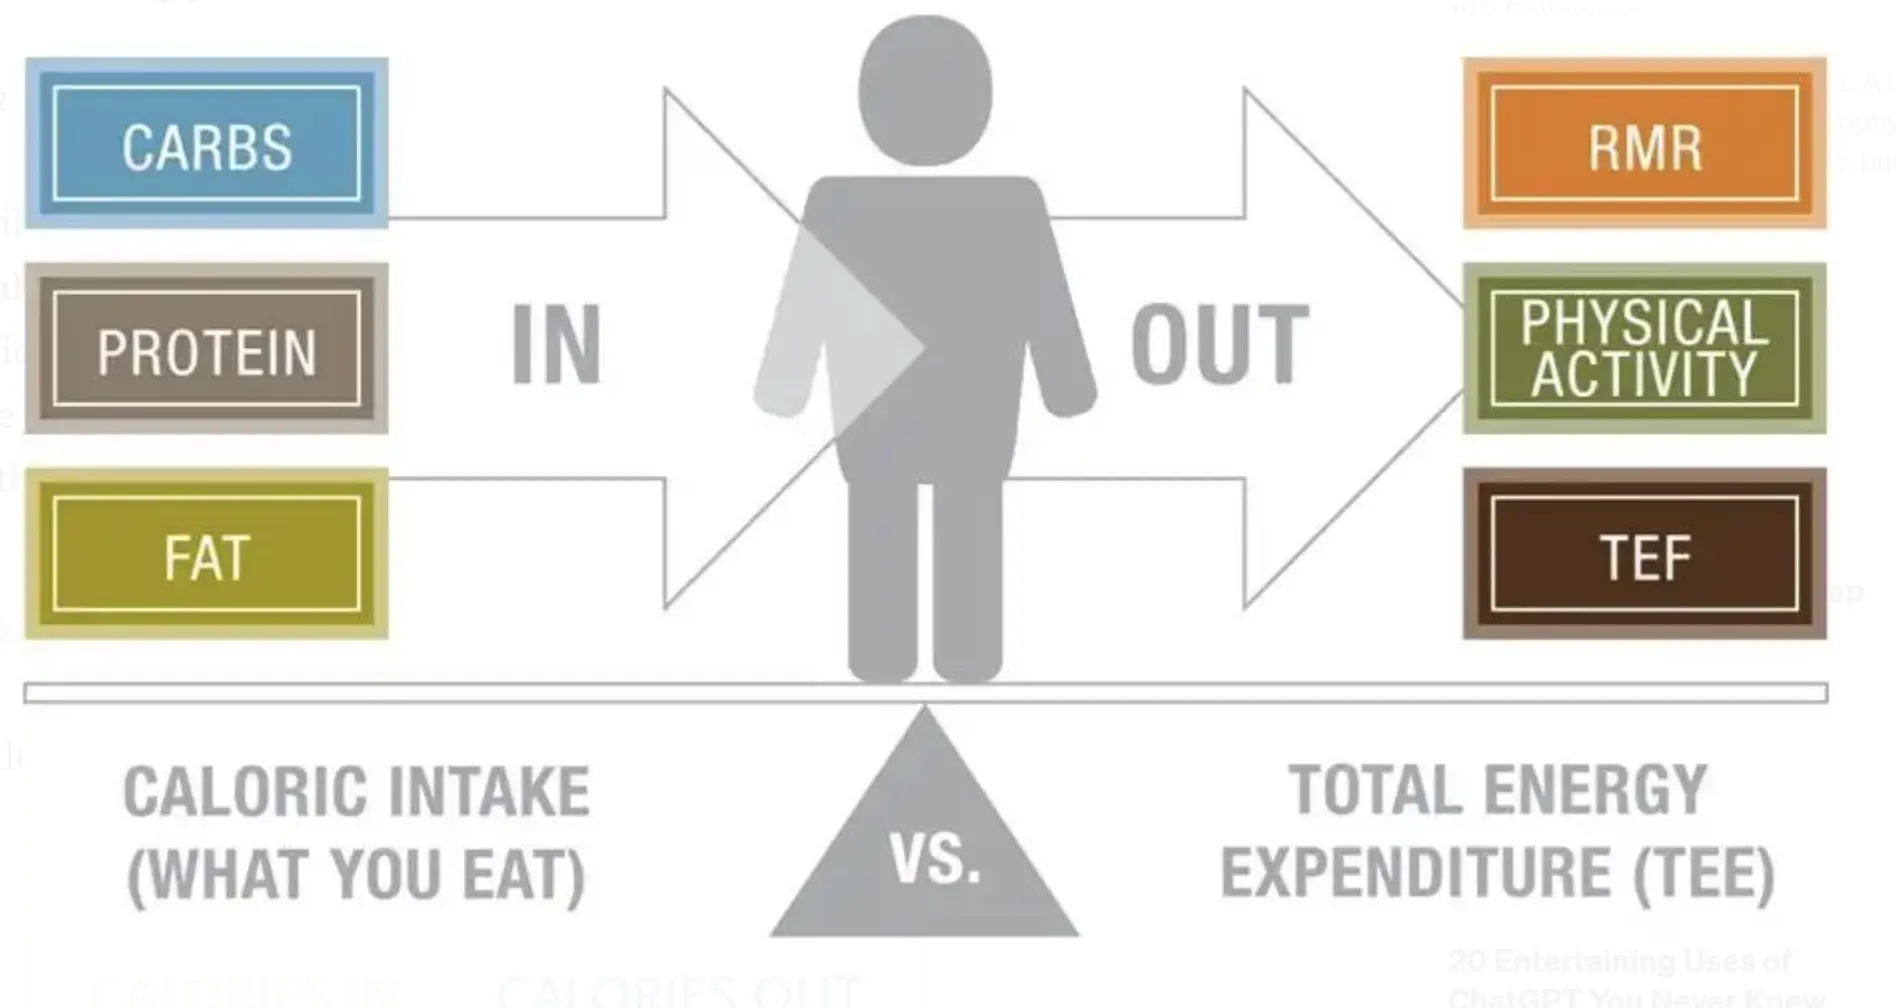 CARBS
PROTEIN
FAT
IN
OUT
RMR
PHYSICAL
ACTIVITY
TEF
CALORIC INTAKE
(WHAT YOU EAT)
VS.
TOTAL ENERGY
EXPENDITURE (TEE)
CALORIES IN
CALORIES OUT
20 Entertaining Uses of
ChatGPT You Never Knew